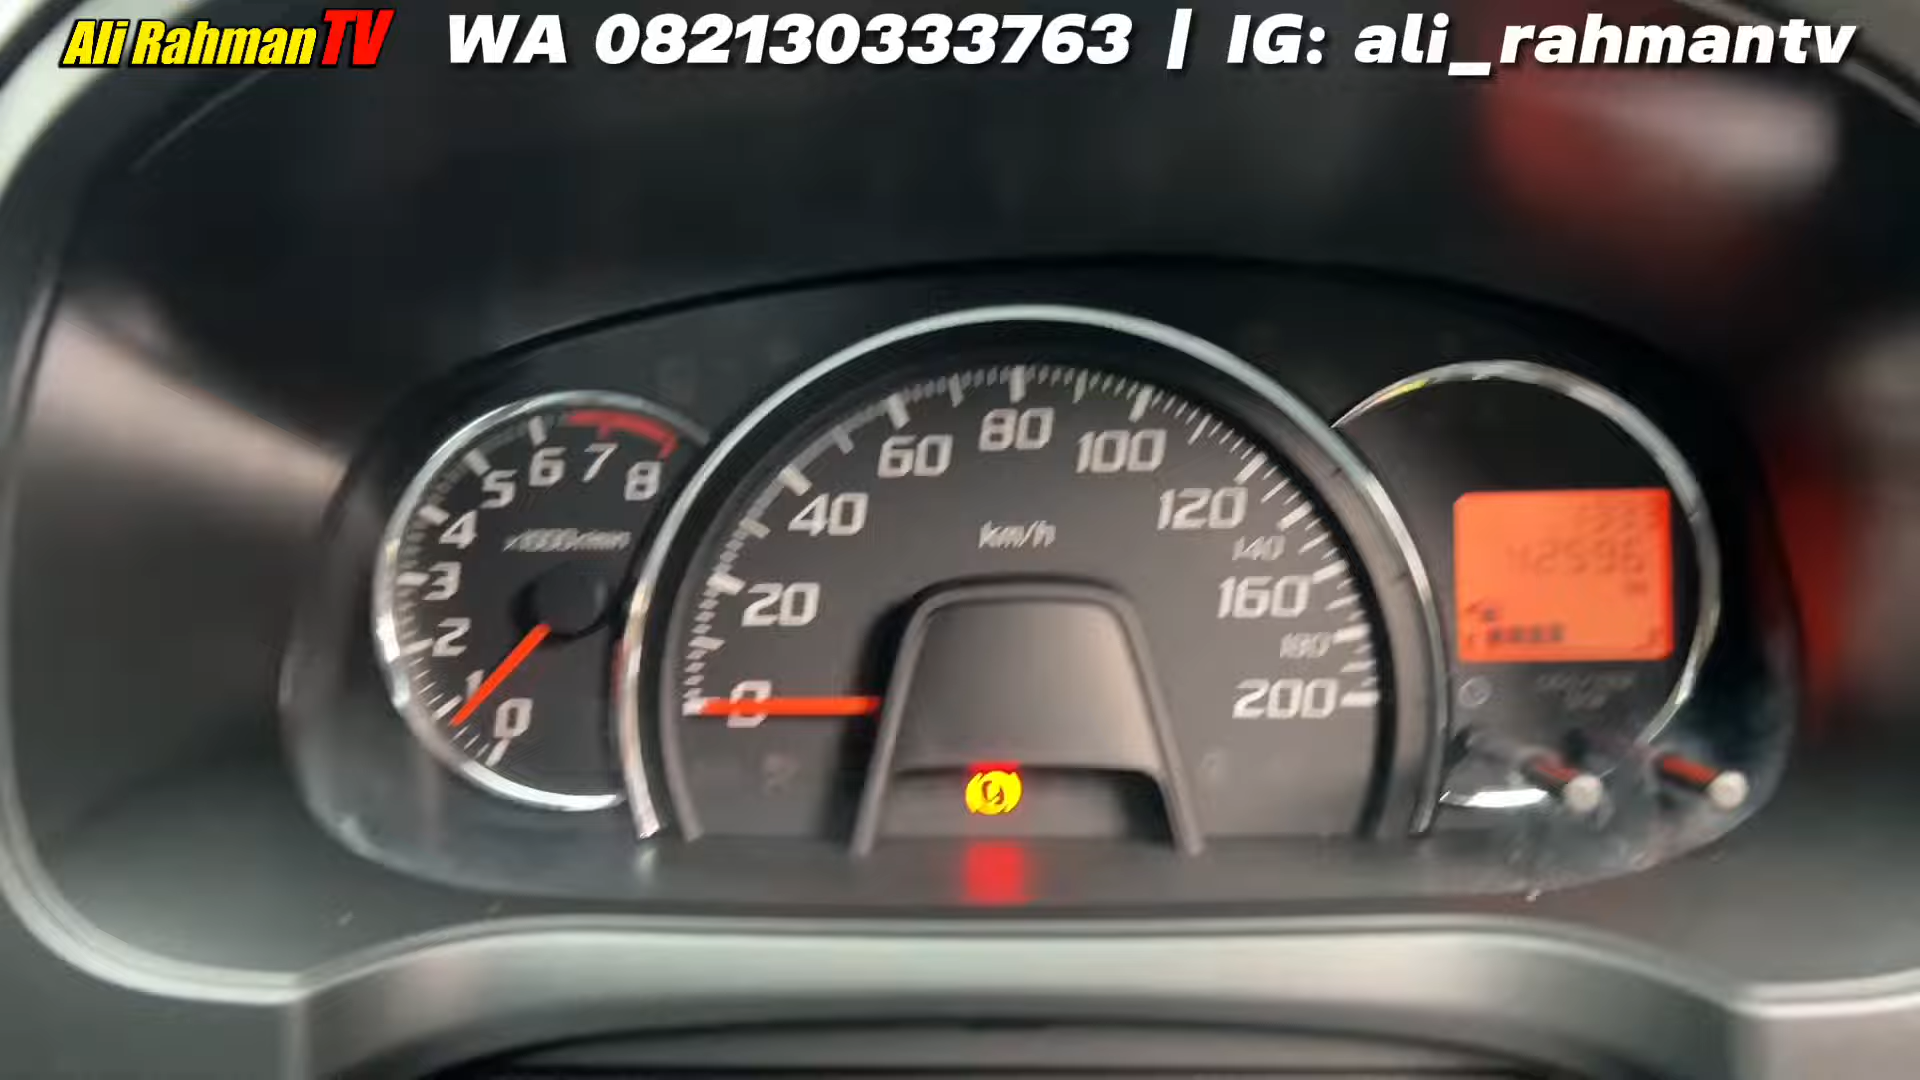 Ali Rahman TV WA 082130333763 | IG: ali_rahmantv
0 1 2 3 4 5 6 7 8
0 20 40 60 80 100 120 140 160 180 200
km/h
42596